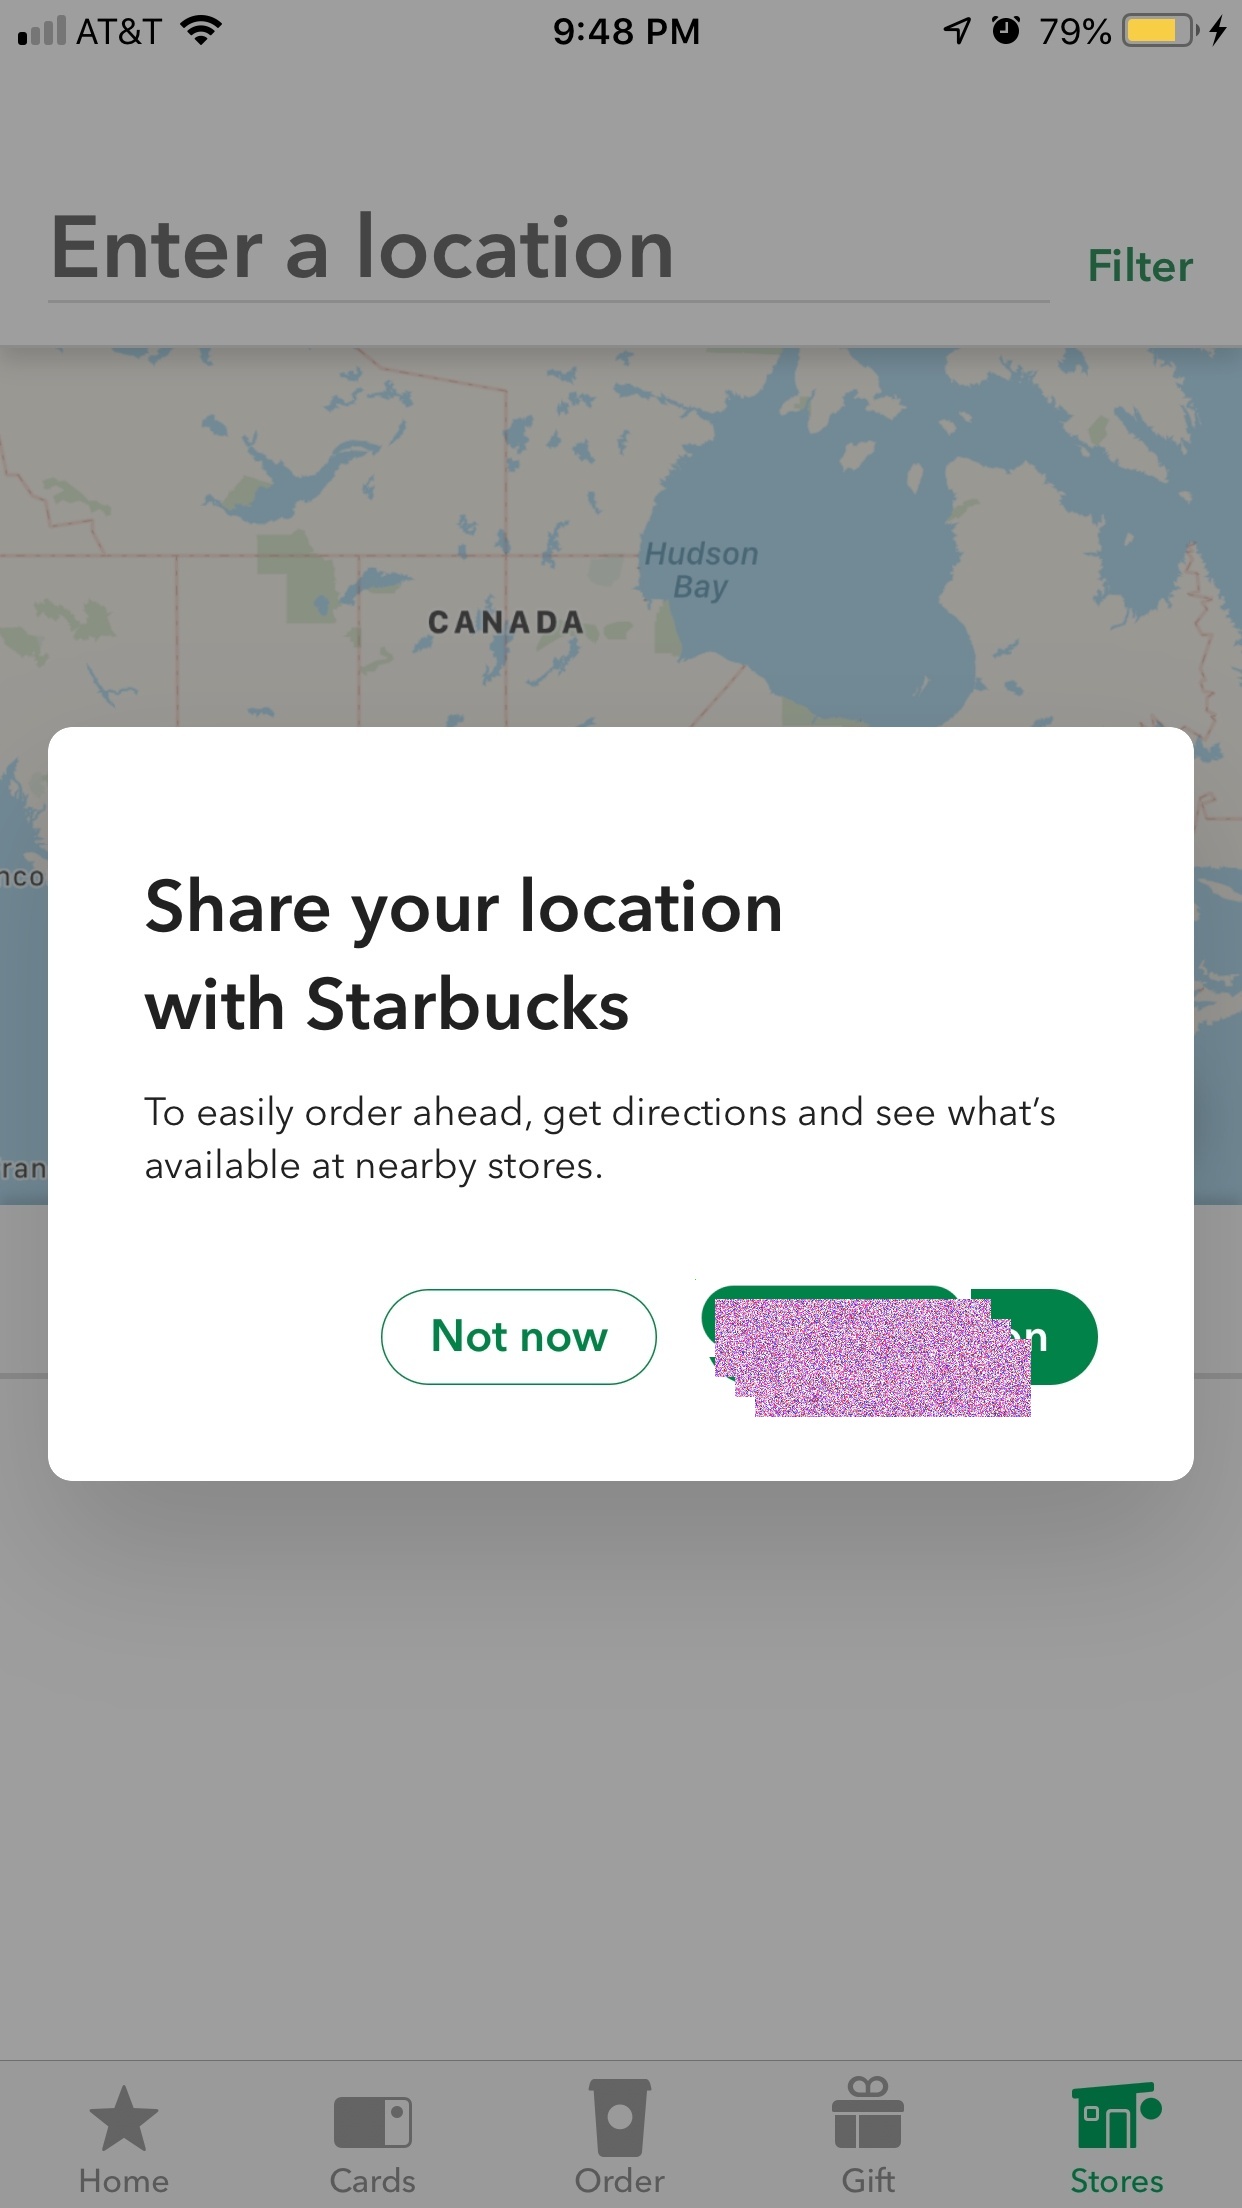 AT&T 9:48 PM 79%
Enter a location
Filter
Hudson
Bay
CANADA
nco
Share your location
with Starbucks
To easily order ahead, get directions and see what's
available at nearby stores.
ran
Not now
Home Cards Order Gift Stores